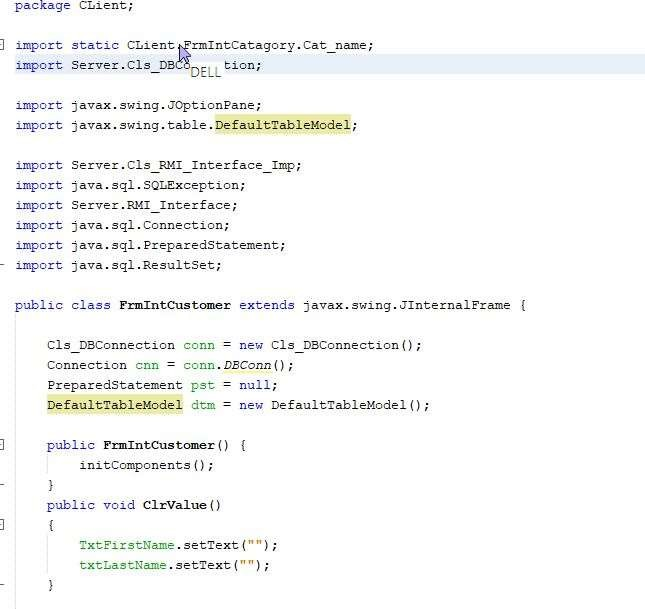 package CLient;
import static CLient.FrmIntCatagory.Cat_name;
import Server. tion;
DELL
import javax.swing.JOptionPane;
import javax.swing.table.DefaultTableModel;
import Server.Cls_RMI_Interface_Imp;
import java.sql.SQLException;
import Server.RMI_Interface;
import java.sql.Connection;
import java.sql.PreparedStatement;
import java.sql.ResultSet;
public class FrmIntCustomer extends javax.swing.JInternalFrame {
Cls_DBConnection conn = new Cls_DBConnection();
Connection cnn = conn.DBConn();
PreparedStatement pst = null;
DefaultTableModel dtm = new DefaultTableModel();
public FrmIntCustomer() {
initComponents();
}
public void ClrValue()
{
TxtFirstName.setText("");
txtLastName.setText("");
}